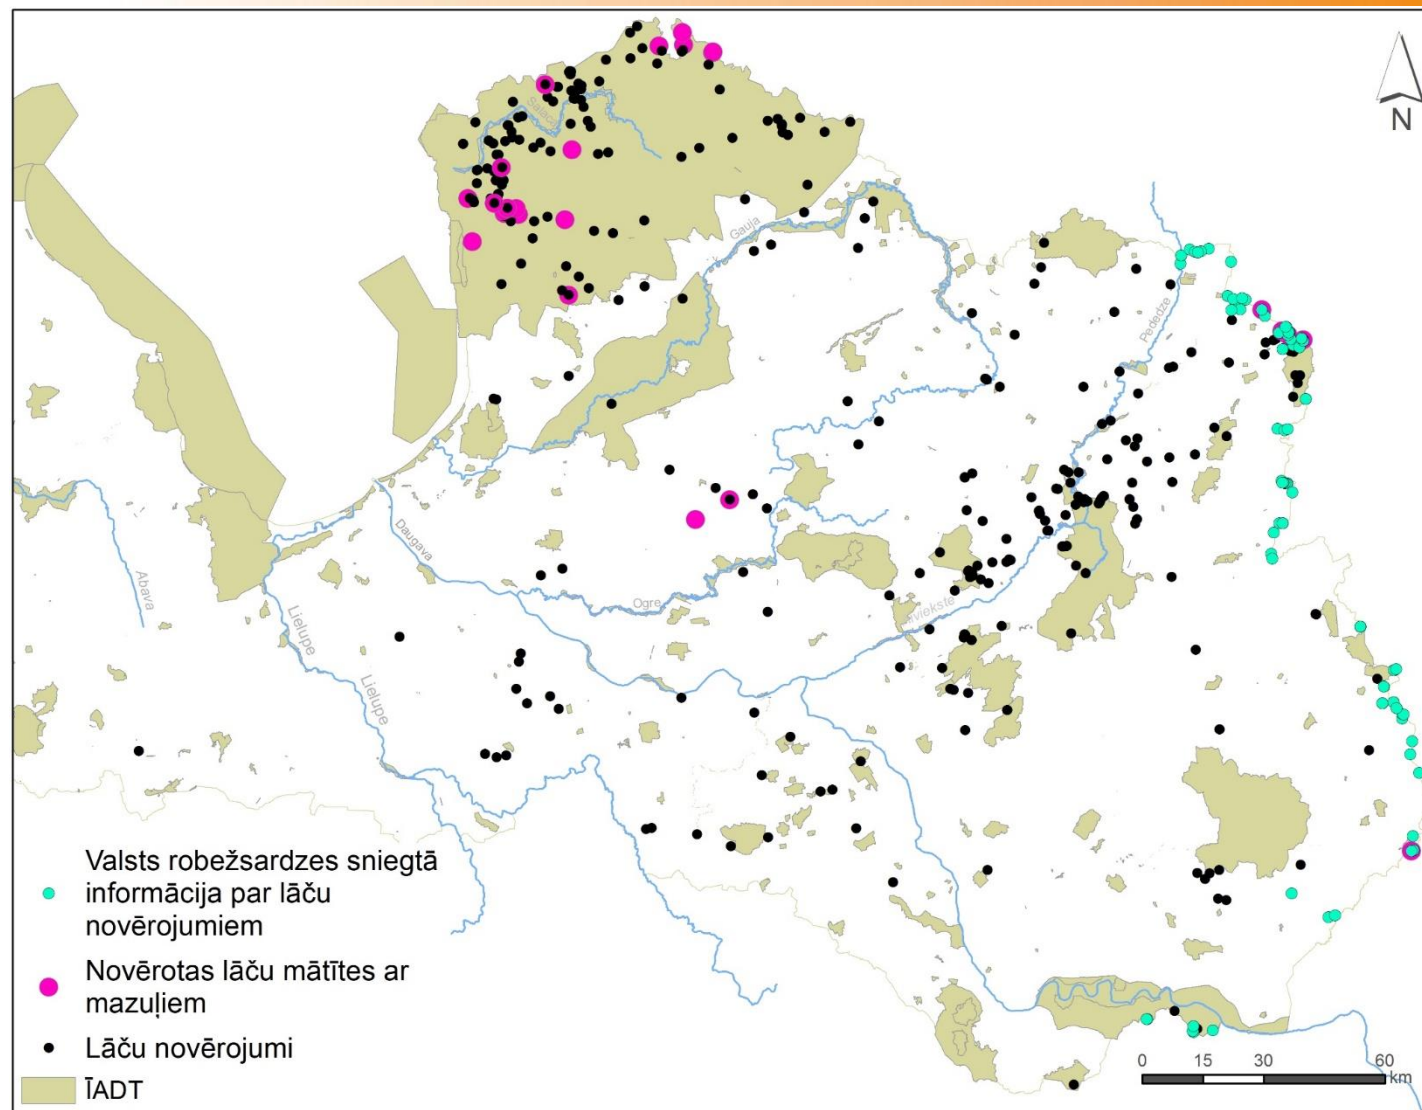 N
Salaca
Gauja
Pededze
Daugava
Abava
Lielupe
Ogre
Aiviekste
Lielupe
Valsts robežsardzes sniegtā
informācija par lāču
novērojumiem
Novērotas lāču mātītes ar
mazuļiem
Lāču novērojumi
ĪADT
0 15 30 60
km